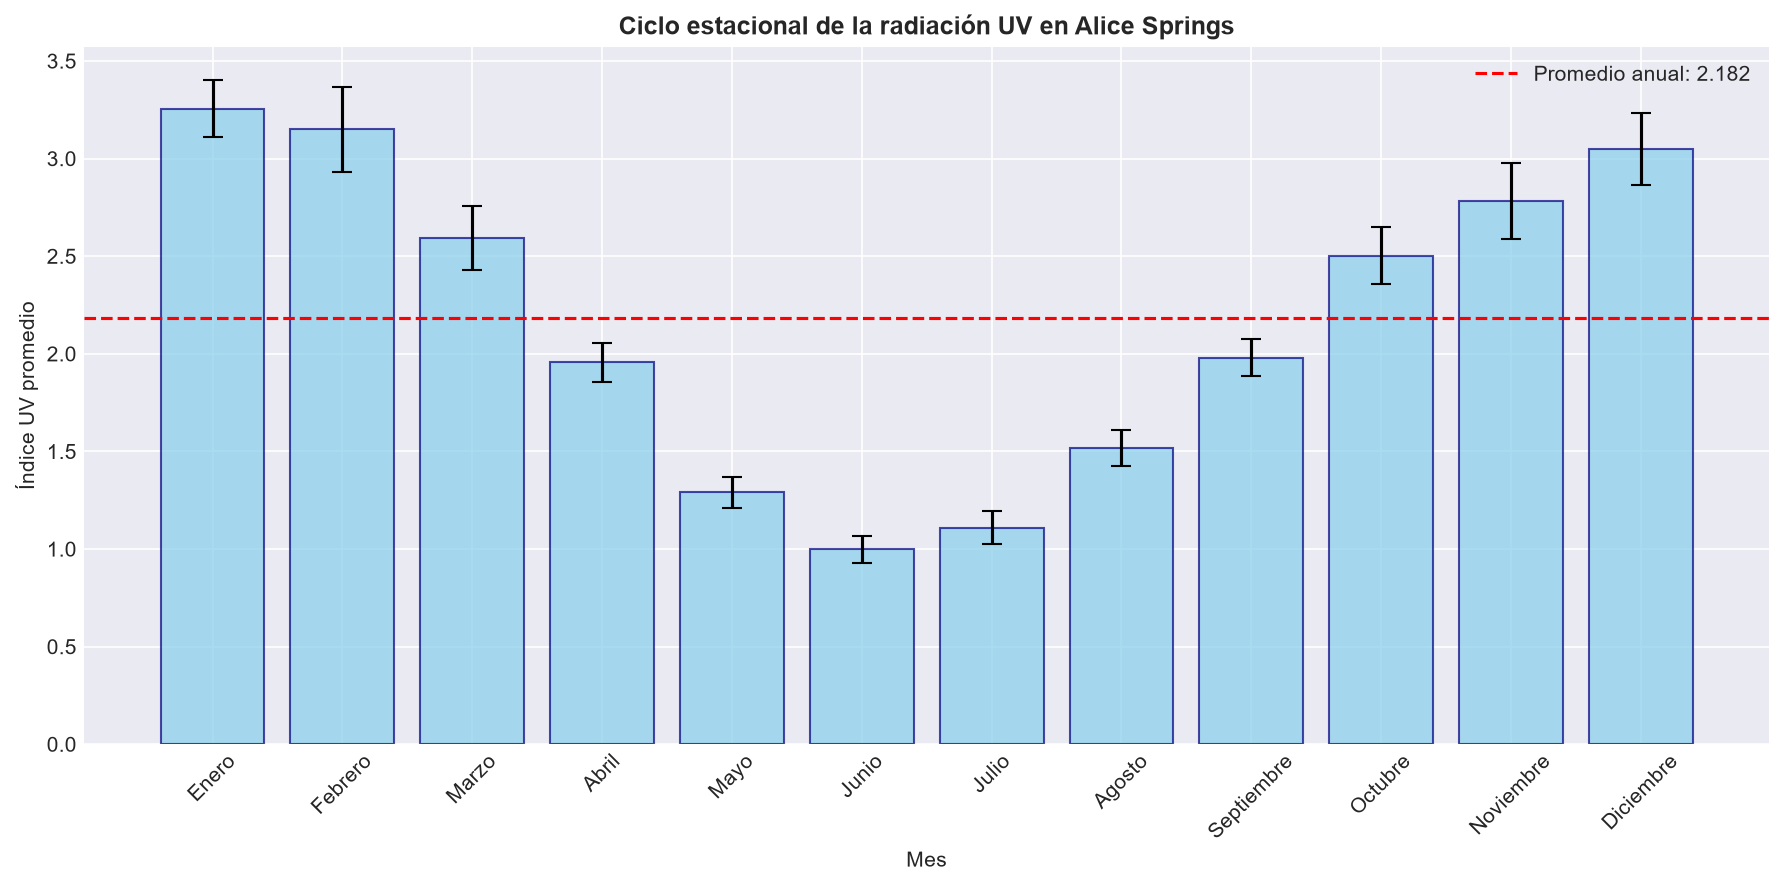 Ciclo estacional de la radiación UV en Alice Springs
Promedio anual: 2.182
Índice UV promedio
3.5
3.0
2.5
2.0
1.5
1.0
0.5
0.0
Enero
Febrero
Marzo
Abril
Mayo
Junio
Julio
Agosto
Septiembre
Octubre
Noviembre
Diciembre
Mes